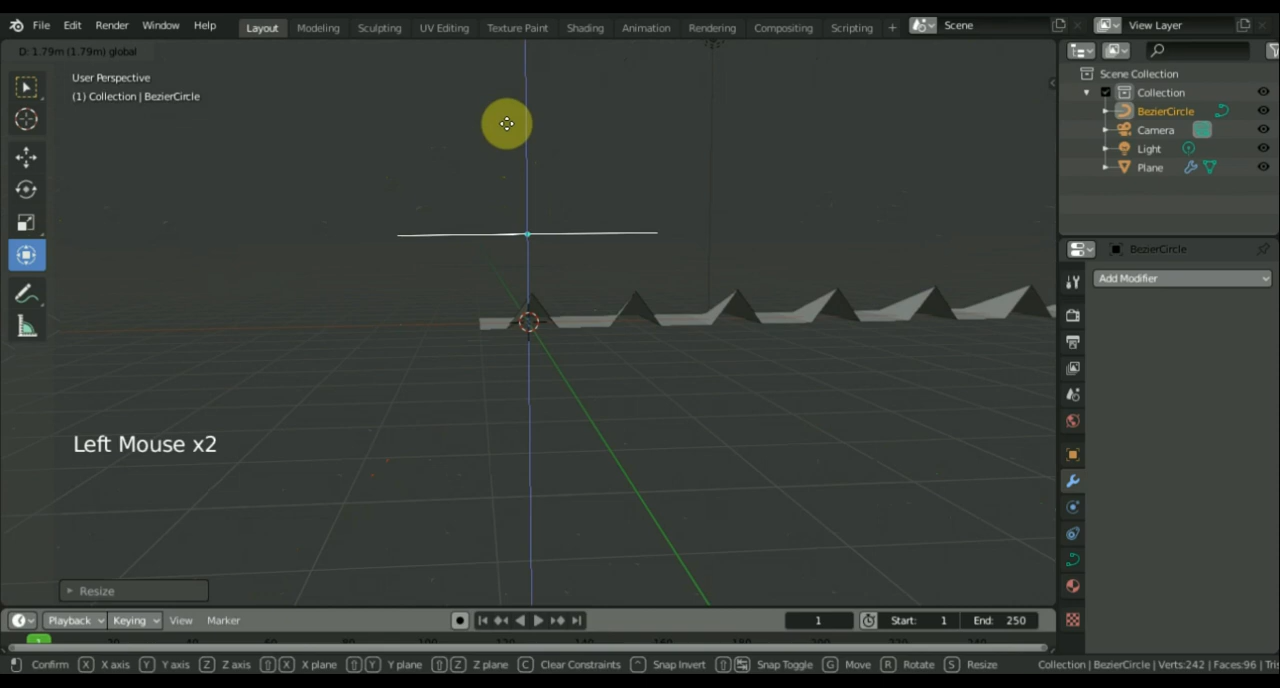 File Edit Render Window Help Layout Modeling Sculpting UV Editing Texture Paint Shading Animation Rendering Compositing Scripting + Scene View Layer
D: 1.79m (1.79m) global
User Perspective
(1) Collection | BezierCircle
Scene Collection
Collection
BezierCircle
Camera
Light
Plane
BezierCircle
Add Modifier
Left Mouse x2
Resize
Playback Keying View Marker 1 Start: 1 End: 250
1
Confirm X X axis Y Y axis Z Z axis X X plane Y Y plane Z Z plane C Clear Constraints ^ Snap Invert Snap Toggle G Move R Rotate S Resize Collection | BezierCircle | Verts:242 | Faces:96 | Tri